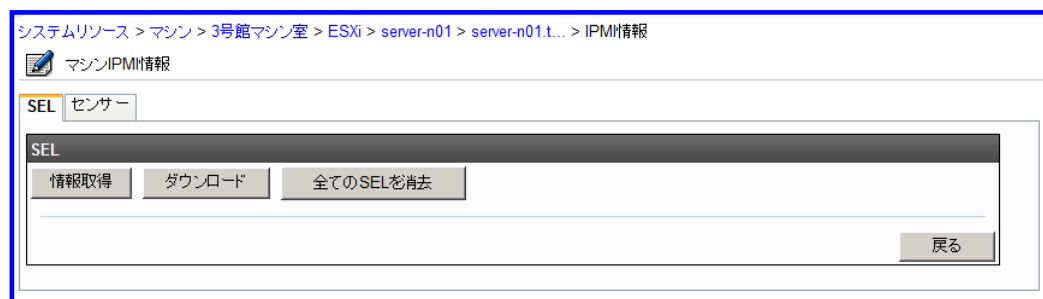 システムリソース > マシン > 3号館マシン室 > ESXi > server-n01 > server-n01.t... > IPMI情報
マシンIPMI情報
SEL センサー
SEL
情報取得 ダウンロード 全てのSELを消去
戻る